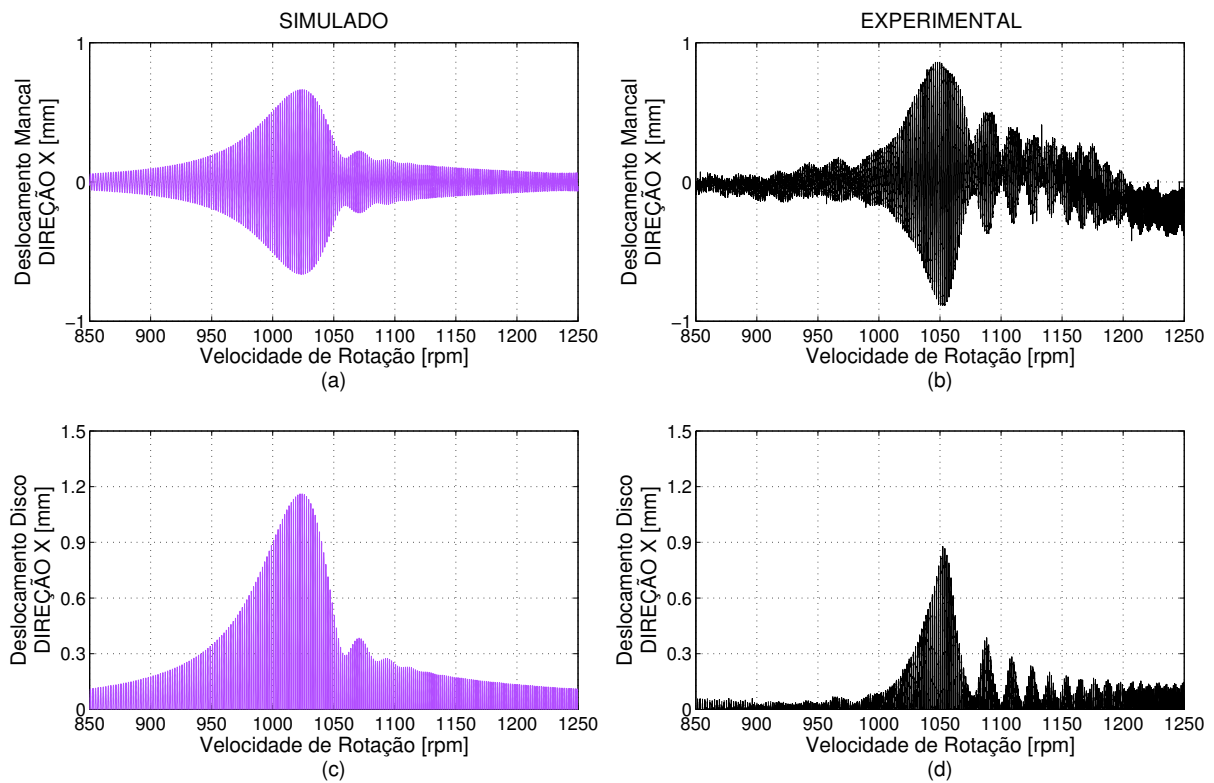 SIMULADO
Deslocamento Mancal
DIREÇÃO X [mm]
1
0
−1
850 900 950 1000 1050 1100 1150 1200 1250
Velocidade de Rotação [rpm]
(a)
EXPERIMENTAL
Deslocamento Mancal
DIREÇÃO X [mm]
1
0
−1
850 900 950 1000 1050 1100 1150 1200 1250
Velocidade de Rotação [rpm]
(b)
Deslocamento Disco
DIREÇÃO X [mm]
1.5
1.2
0.9
0.6
0.3
0
850 900 950 1000 1050 1100 1150 1200 1250
Velocidade de Rotação [rpm]
(c)
Deslocamento Disco
DIREÇÃO X [mm]
1.5
1.2
0.9
0.6
0.3
0
850 900 950 1000 1050 1100 1150 1200 1250
Velocidade de Rotação [rpm]
(d)